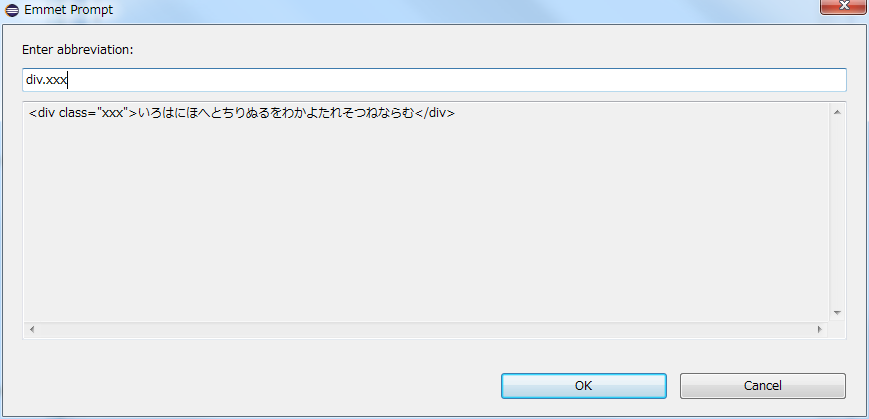 Emmet Prompt
Enter abbreviation:
div.xxx
<div class="xxx">いろはにほへとちりぬるをわかよたれそつねならむ</div>
OK
Cancel